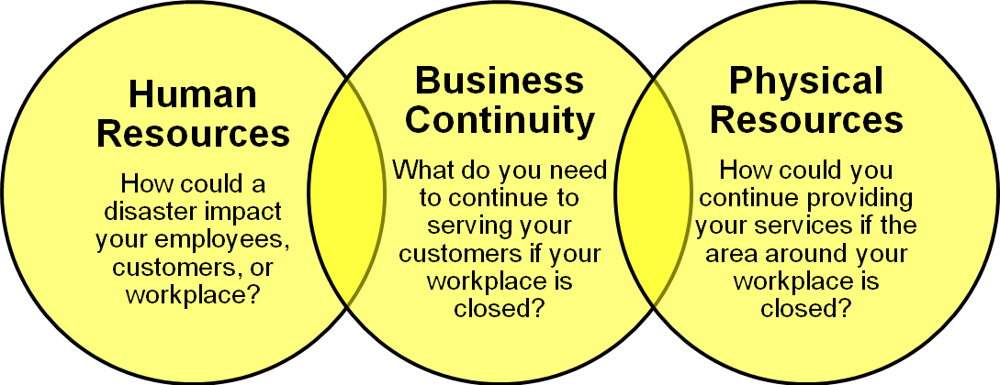 Human
Resources
How could a
disaster impact
your employees,
customers, or
workplace?
Business
Continuity
What do you need
to continue to
serving your
customers if your
workplace is
closed?
Physical
Resources
How could you
continue providing
your services if the
area around your
workplace is
closed?